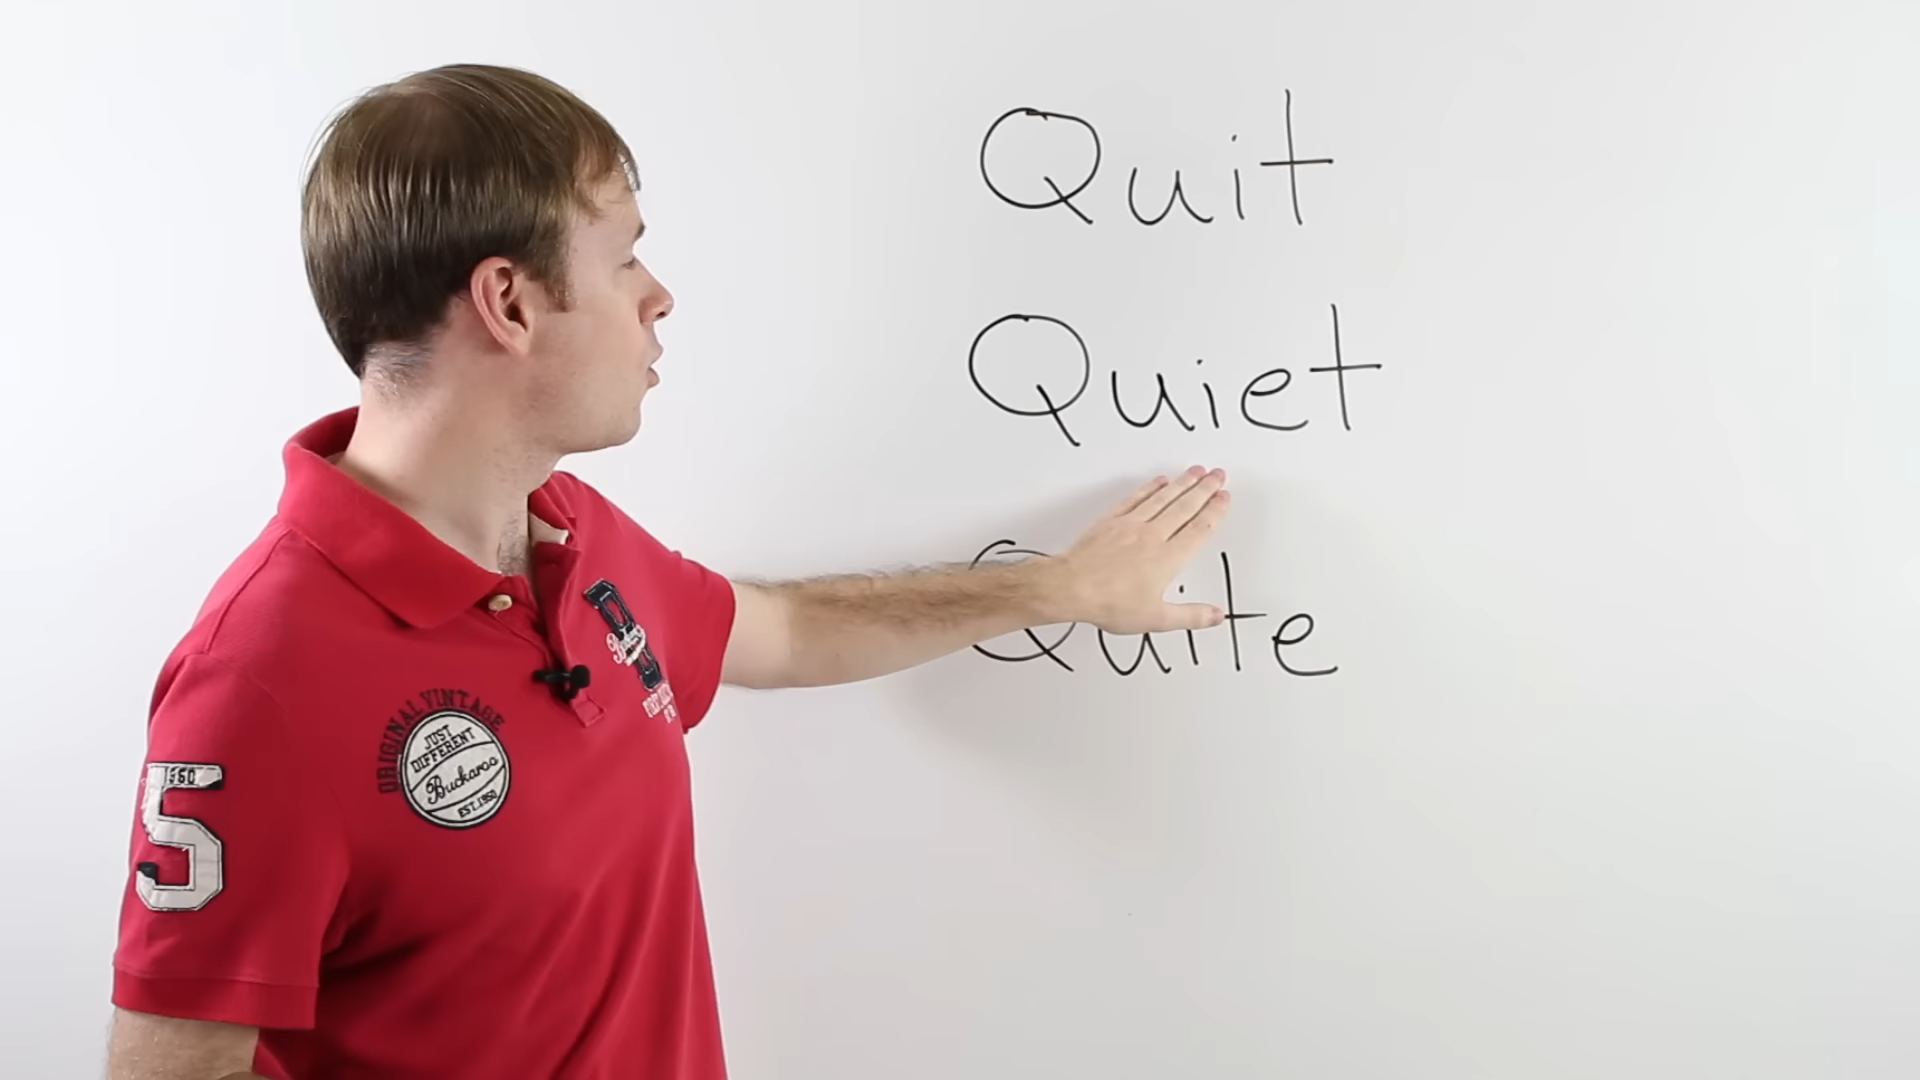 Quit
Quiet
Quite
ORIGINAL VINTAGE
JUST
DIFFERENT
Buckaroo
EST.1950
1950
5